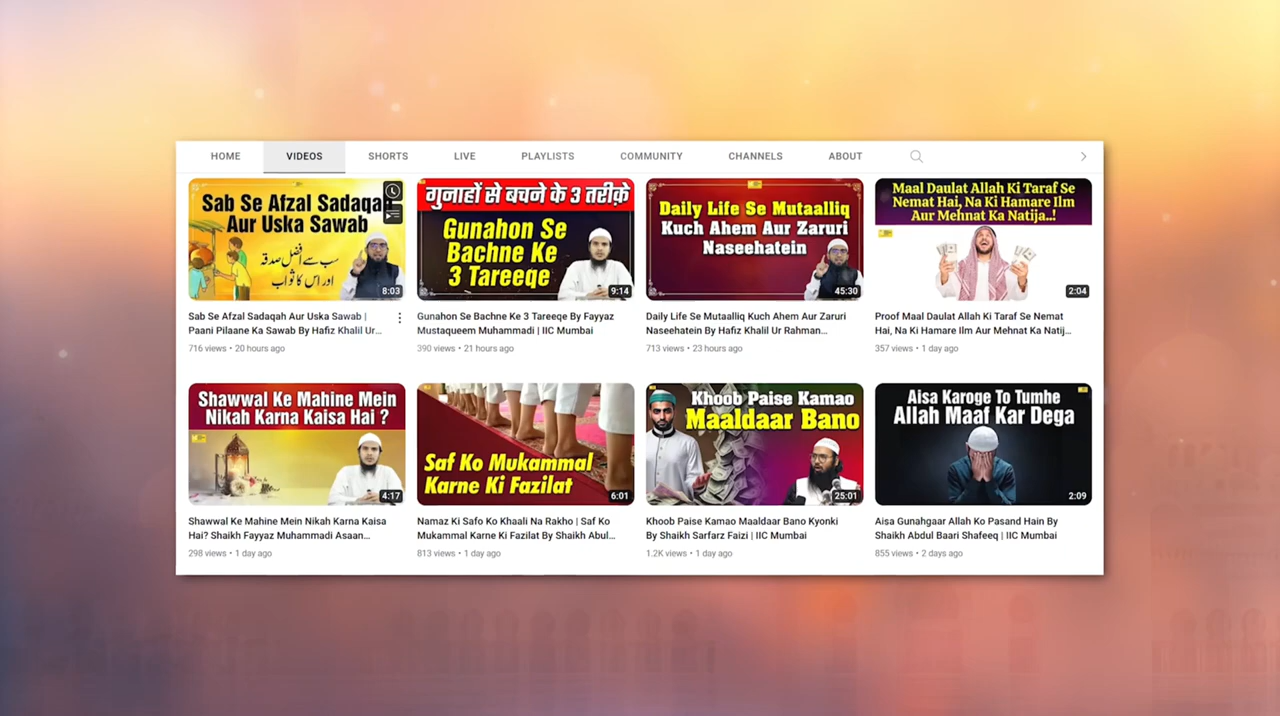 HOME VIDEOS SHORTS LIVE PLAYLISTS COMMUNITY CHANNELS ABOUT
Sab Se Afzal Sadaqah
Aur Uska Sawab
سب سے افضل صدقہ
اور اس کا ثواب
8:03
Sab Se Afzal Sadaqah Aur Uska Sawab |
Paani Pilaane Ka Sawab By Hafiz Khalil Ur...
716 views • 20 hours ago
गुनाहों से बचने के 3 तरीक़े
Gunahon Se
Bachne Ke
3 Tareeqe
9:14
Gunahon Se Bachne Ke 3 Tareeqe By Fayyaz
Mustaqueem Muhammadi | IIC Mumbai
390 views • 21 hours ago
Daily Life Se Mutaalliq
Kuch Ahem Aur Zaruri
Naseehatein
45:30
Daily Life Se Mutaalliq Kuch Ahem Aur Zaruri
Naseehatein By Hafiz Khalil Ur Rahman...
713 views • 23 hours ago
Maal Daulat Allah Ki Taraf Se
Nemat Hai, Na Ki Hamare Ilm
Aur Mehnat Ka Natija..!
2:04
Proof Maal Daulat Allah Ki Taraf Se Nemat
Hai, Na Ki Hamare Ilm Aur Mehnat Ka Natij...
357 views • 1 day ago
Shawwal Ke Mahine Mein
Nikah Karna Kaisa Hai ?
4:17
Shawwal Ke Mahine Mein Nikah Karna Kaisa
Hai? Shaikh Fayyaz Muhammadi Asaan...
298 views • 1 day ago
Saf Ko Mukammal
Karne Ki Fazilat
6:01
Namaz Ki Safo Ko Khaali Na Rakho | Saf Ko
Mukammal Karne Ki Fazilat By Shaikh Abul...
813 views • 1 day ago
Khoob Paise Kamao
Maaldaar Bano
25:01
Khoob Paise Kamao Maaldaar Bano Kyonki
By Shaikh Sarfarz Faizi | IIC Mumbai
1.2K views • 1 day ago
Aisa Karoge To Tumhe
Allah Maaf Kar Dega
2:09
Aisa Gunahgaar Allah Ko Pasand Hain By
Shaikh Abdul Baari Shafeeq | IIC Mumbai
855 views • 2 days ago